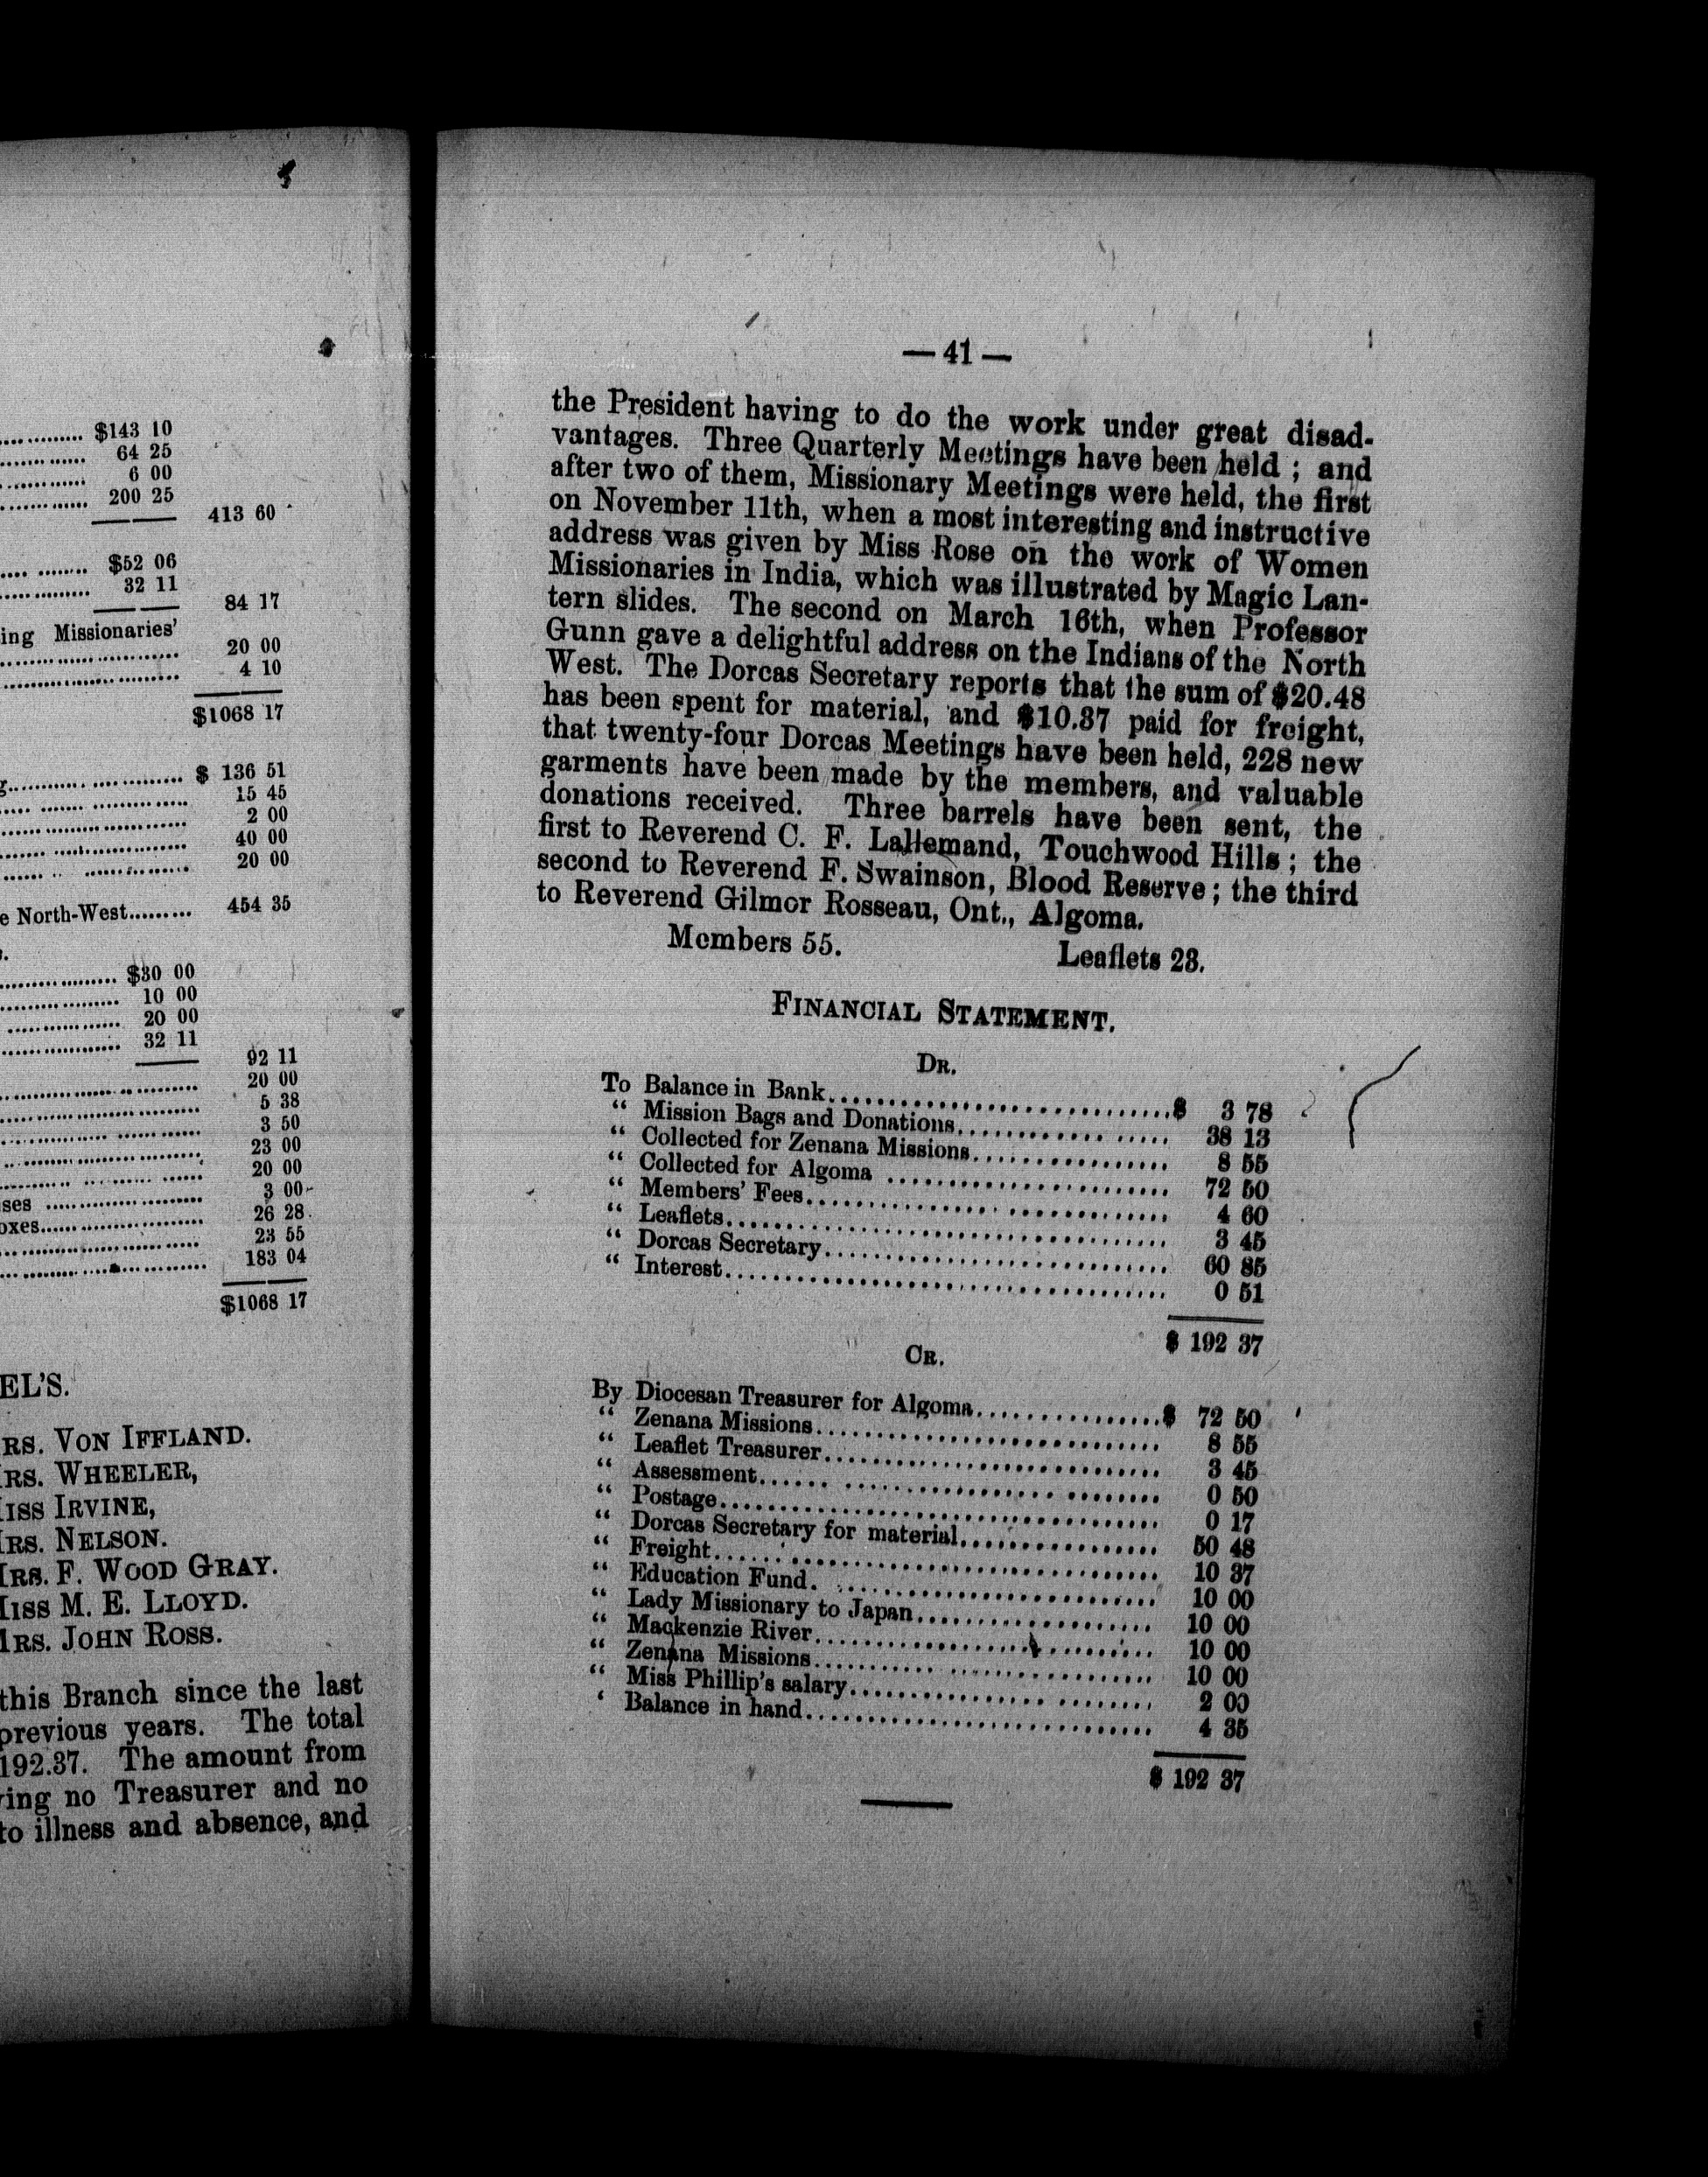 $143 10
64 25
6 00
200 25
413 60
$52 06
32 11
84 17
ing Missionaries'
20 00
4 10
$1068 17
$ 136 51
15 45
2 00
40 00
20 00
e North-West......... 454 35
$30 00
10 00
20 00
32 11
92 11
20 00
5 38
3 50
23 00
20 00
ses 3 00
oxes 26 28
23 55
183 04
$1068 17
EL'S.
RS. VON IFFLAND.
RS. WHEELER,
ISS IRVINE,
RS. NELSON.
RS. F. WOOD GRAY.
ISS M. E. LLOYD.
RS. JOHN ROSS.
this Branch since the last
previous years. The total
192.37. The amount from
ing no Treasurer and no
to illness and absence, and
— 41 —
the President having to do the work under great disad-
vantages. Three Quarterly Meetings have been held ; and
after two of them, Missionary Meetings were held, the first
on November 11th, when a most interesting and instructive
address was given by Miss Rose on the work of Women
Missionaries in India, which was illustrated by Magic Lan-
tern slides. The second on March 16th, when Professor
Gunn gave a delightful address on the Indians of the North
West. The Dorcas Secretary reports that the sum of $20.48
has been spent for material, and $10.37 paid for freight,
that twenty-four Dorcas Meetings have been held, 228 new
garments have been made by the members, and valuable
donations received. Three barrels have been sent, the
first to Reverend C. F. Lallemand, Touchwood Hills ; the
second to Reverend F. Swainson, Blood Reserve ; the third
to Reverend Gilmor Rosseau, Ont., Algoma.
Members 55. Leaflets 23.
FINANCIAL STATEMENT.
DR.
To Balance in Bank........................$ 3 78
“ Mission Bags and Donations............ 38 13
“ Collected for Zenana Missions............ 8 55
“ Collected for Algoma ............ 72 50
“ Members' Fees............ 4 60
“ Leaflets............ 3 45
“ Dorcas Secretary............ 60 85
“ Interest............ 0 51
$ 192 37
CR.
By Diocesan Treasurer for Algoma............$ 72 50
“ Zenana Missions............ 8 55
“ Leaflet Treasurer............ 3 45
“ Assessment............ 0 50
“ Postage............ 0 17
“ Dorcas Secretary for material............ 50 48
“ Freight............ 10 37
“ Education Fund............ 10 00
“ Lady Missionary to Japan............ 10 00
“ Mackenzie River............ 10 00
“ Zenana Missions............ 10 00
“ Miss Phillip's salary............ 2 00
‘ Balance in hand............ 4 35
$ 192 37